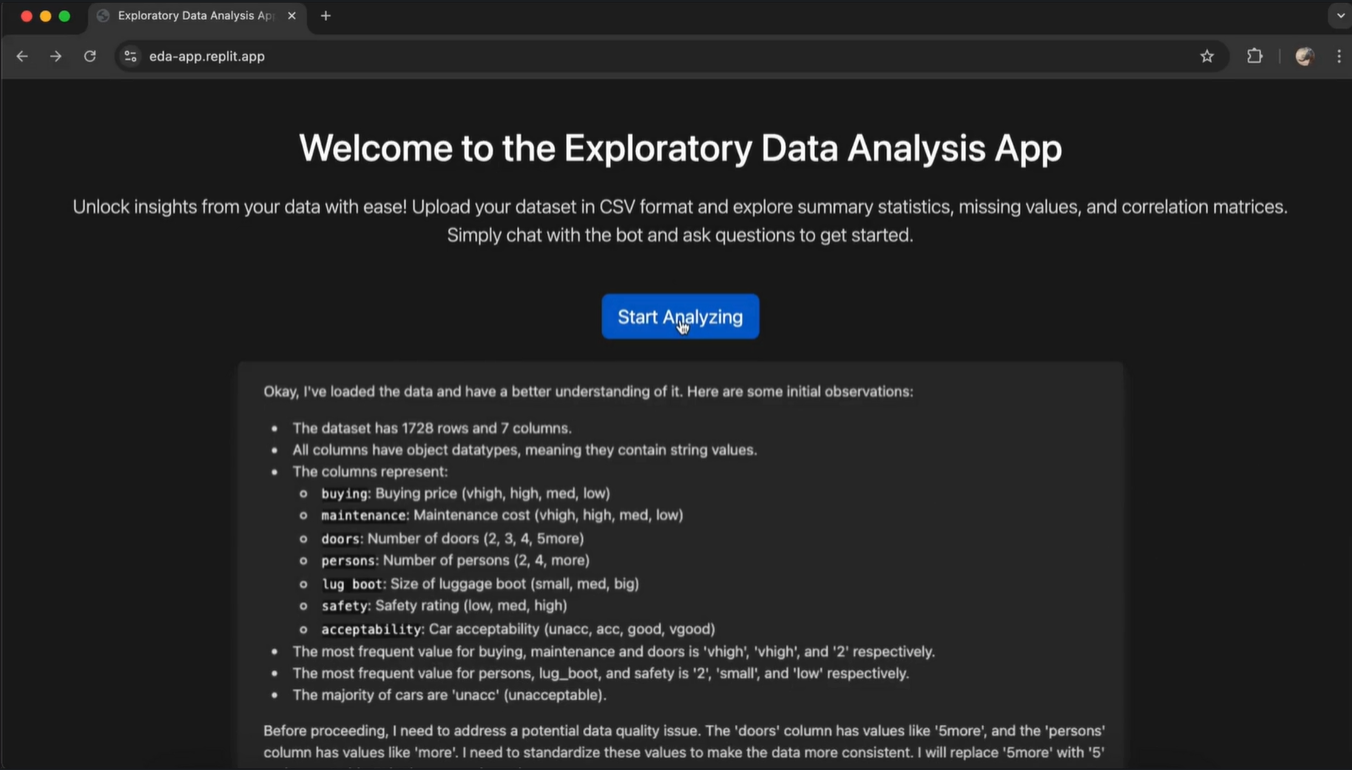 Exploratory Data Analysis Ap
eda-app.replit.app
Welcome to the Exploratory Data Analysis App
Unlock insights from your data with ease! Upload your dataset in CSV format and explore summary statistics, missing values, and correlation matrices.
Simply chat with the bot and ask questions to get started.
Start Analyzing
Okay, I've loaded the data and have a better understanding of it. Here are some initial observations:
The dataset has 1728 rows and 7 columns.
All columns have object datatypes, meaning they contain string values.
The columns represent:
buying: Buying price (vhigh, high, med, low)
maintenance: Maintenance cost (vhigh, high, med, low)
doors: Number of doors (2, 3, 4, 5more)
persons: Number of persons (2, 4, more)
lug boot: Size of luggage boot (small, med, big)
safety: Safety rating (low, med, high)
acceptability: Car acceptability (unacc, acc, good, vgood)
The most frequent value for buying, maintenance and doors is 'vhigh', 'vhigh', and '2' respectively.
The most frequent value for persons, lug_boot, and safety is '2', 'small', and 'low' respectively.
The majority of cars are 'unacc' (unacceptable).
Before proceeding, I need to address a potential data quality issue. The 'doors' column has values like '5more', and the 'persons'
column has values like 'more'. I need to standardize these values to make the data more consistent. I will replace '5more' with '5'